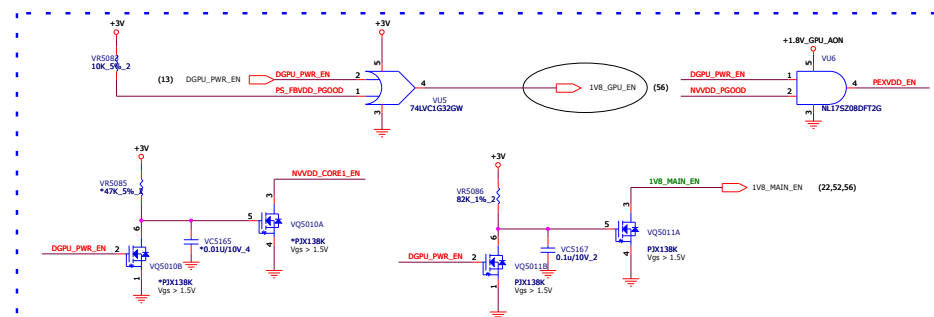 +3V
+3V
+1.8V_GPU_AON
VR5083
10K_5%_2
5
5
VU6
(13)
DGPU_PWR_EN
DGPU_PWR_EN
2
4
1V8_GPU_EN
(56)
DGPU_PWR_EN
1
4
PEXVDD_EN
PS_FBVDD_PGOOD
1
NVVDD_PGOOD
2
VU5
74LVC1G32GW
NL17SZ08DFT2G
3
3
+3V
+3V
NVVDD_CORE1_EN
1V8_MAIN_EN
1V8_MAIN_EN
(22,52,56)
VR5085
*47K_5%_2
3
VR5086
82K_1%_2
3
6
5
VQ5010A
6
5
VQ5011A
VC5165
*0.01U/10V_4
*PJX138K
Vgs > 1.5V
4
VC5167
0.1u/10V_2
PJX138K
Vgs > 1.5V
4
DGPU_PWR_EN
2
VQ5010B
DGPU_PWR_EN
2
VQ5011B
1
*PJX138K
Vgs > 1.5V
1
PJX138K
Vgs > 1.5V